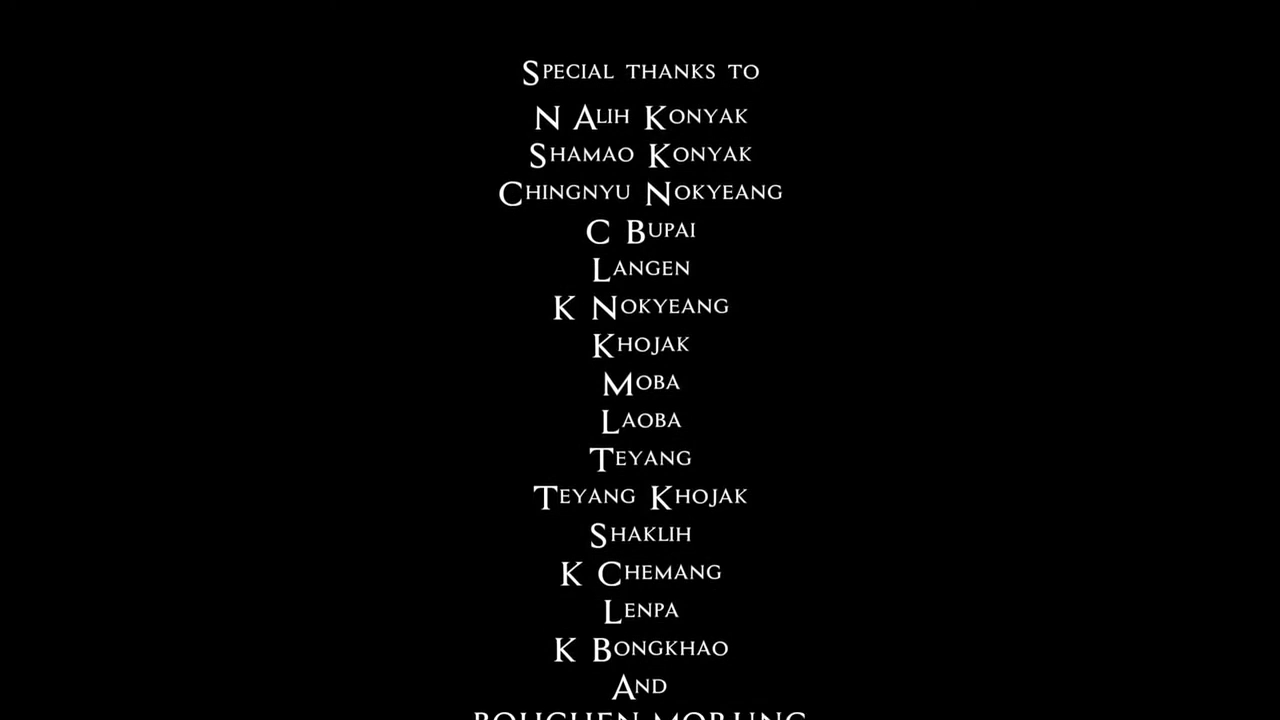 Special thanks to
N Alih Konyak
Shamao Konyak
Chingnyu Nokyeang
C Bupai
Langen
K Nokyeang
Khojak
Moba
Laoba
Teyang
Teyang Khojak
Shaklih
K Chemang
Lenpa
K Bongkhao
And